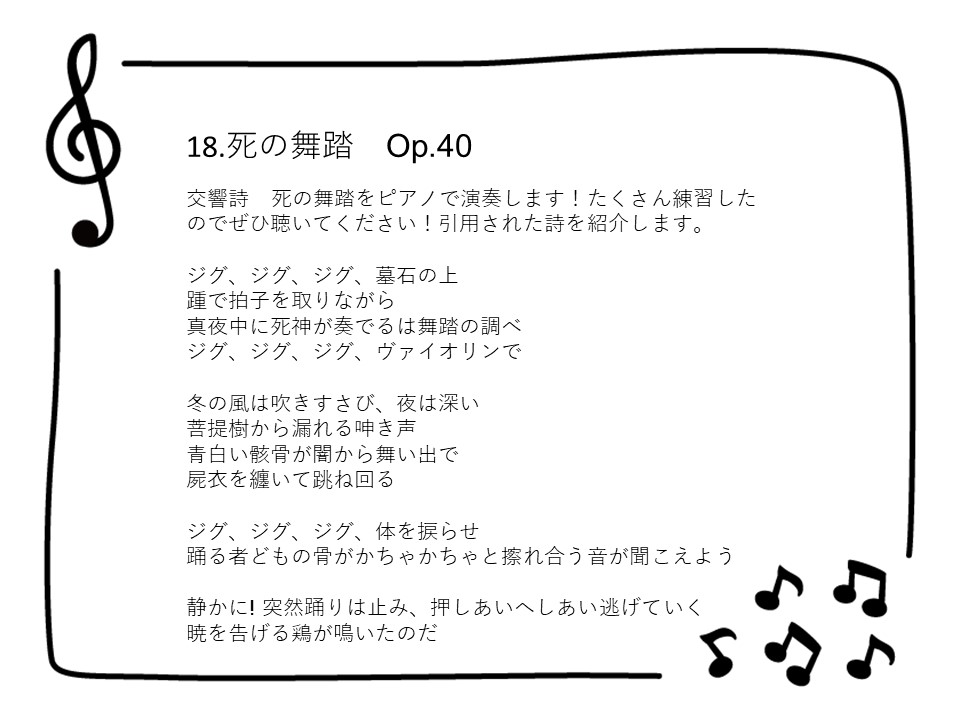 18.死の舞踏　Op.40
交響詩　死の舞踏をピアノで演奏します！たくさん練習した
のでぜひ聴いてください！引用された詩を紹介します。
ジグ、ジグ、ジグ、墓石の上
踵で拍子を取りながら
真夜中に死神が奏でるは舞踏の調べ
ジグ、ジグ、ジグ、ヴァイオリンで
冬の風は吹きすさび、夜は深い
菩提樹から漏れる呻き声
青白い骸骨が闇から舞い出で
屍衣を纏いて跳ね回る
ジグ、ジグ、ジグ、体を捩らせ
踊る者どもの骨がかちゃかちゃと擦れ合う音が聞こえよう
静かに! 突然踊りは止み、押しあいへしあい逃げていく
暁を告げる鶏が鳴いたのだ